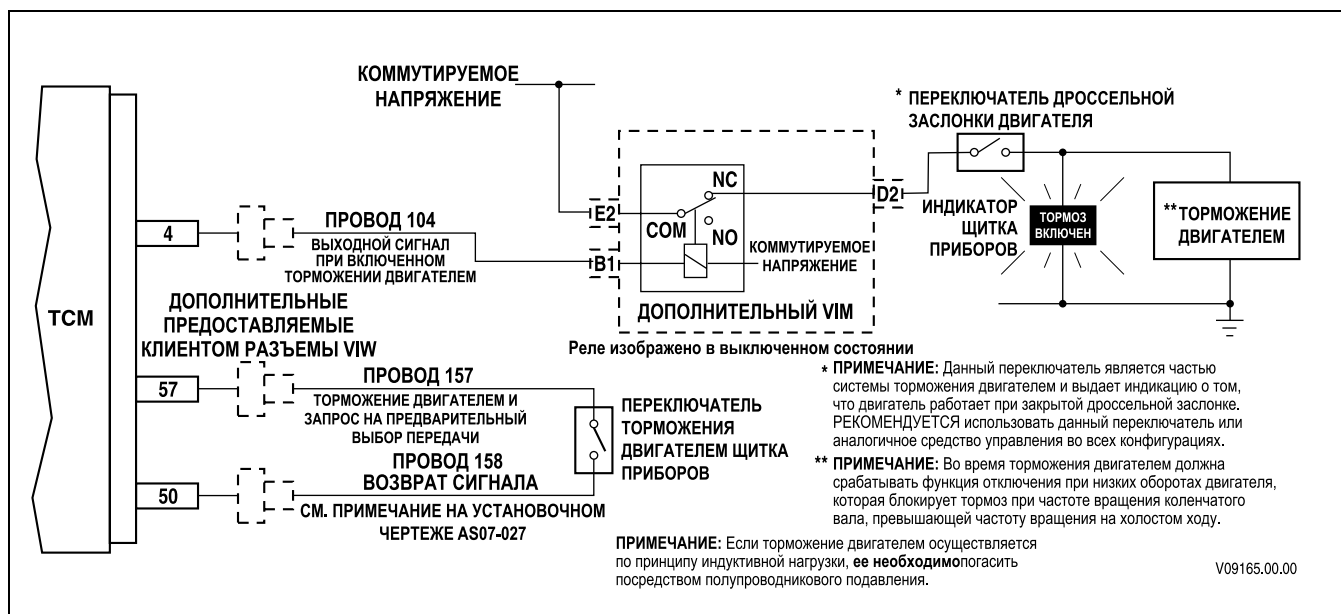 КОММУТИРУЕМОЕ
НАПРЯЖЕНИЕ
* ПЕРЕКЛЮЧАТЕЛЬ ДРОССЕЛЬНОЙ
ЗАСЛОНКИ ДВИГАТЕЛЯ
TCM
4
ПРОВОД 104
ВЫХОДНОЙ СИГНАЛ
ПРИ ВКЛЮЧЕННОМ
ТОРМОЖЕНИИ ДВИГАТЕЛЕМ
E2
B1
NC
COM
NO
КОММУТИРУЕМОЕ
НАПРЯЖЕНИЕ
D2
ДОПОЛНИТЕЛЬНЫЙ VIM
Реле изображено в выключенном состоянии
ИНДИКАТОР
ЩИТКА
ПРИБОРОВ
ТОРМОЗ
ВКЛЮЧЕН
**ТОРМОЖЕНИЕ
ДВИГАТЕЛЕМ
ДОПОЛНИТЕЛЬНЫЕ
ПРЕДОСТАВЛЯЕМЫЕ
КЛИЕНТОМ РАЗЪЕМЫ VIW
57
ПРОВОД 157
ТОРМОЖЕНИЕ ДВИГАТЕЛЕМ И
ЗАПРОС НА ПРЕДВАРИТЕЛЬНЫЙ
ВЫБОР ПЕРЕДАЧИ
50
ПРОВОД 158
ВОЗВРАТ СИГНАЛА
СМ. ПРИМЕЧАНИЕ НА УСТАНОВОЧНОМ
ЧЕРТЕЖЕ AS07-027
ПЕРЕКЛЮЧАТЕЛЬ
ТОРМОЖЕНИЯ
ДВИГАТЕЛЕМ ЩИТКА
ПРИБОРОВ
* ПРИМЕЧАНИЕ: Данный переключатель является частью
системы торможения двигателем и выдает индикацию о том,
что двигатель работает при закрытой дроссельной заслонке.
РЕКОМЕНДУЕТСЯ использовать данный переключатель или
аналогичное средство управления во всех конфигурациях.
** ПРИМЕЧАНИЕ: Во время торможения двигателем должна
срабатывать функция отключения при низких оборотах двигателя,
которая блокирует тормоз при частоте вращения коленчатого
вала, превышающей частоту вращения на холостом ходу.
ПРИМЕЧАНИЕ: Если торможение двигателем осуществляется
по принципу индуктивной нагрузки, ее необходимопогасить
посредством полупроводникового подавления.
V09165.00.00